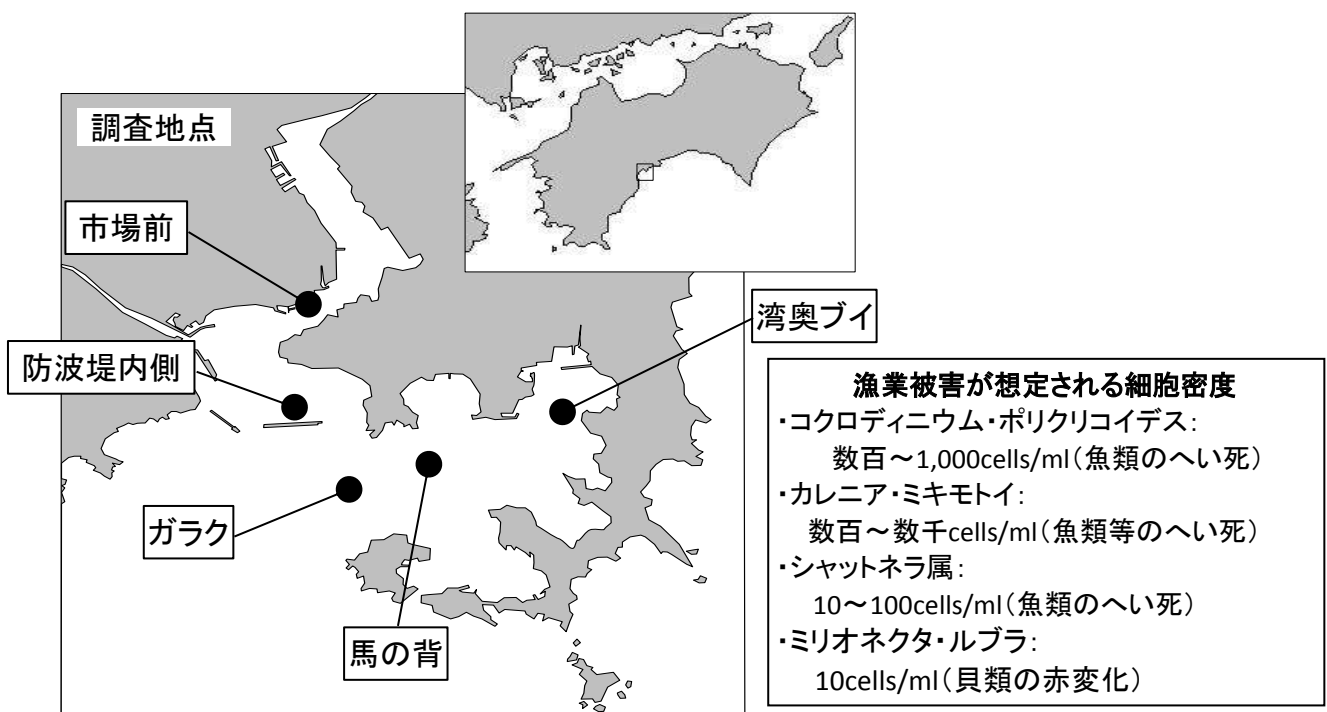 調査地点
市場前
湾奥ブイ
防波堤内側
ガラク
馬の背
漁業被害が想定される細胞密度
・コクロディニウム・ポリクリコイデス：
数百～1,000cells/ml（魚類のへい死）
・カレニア・ミキモトイ：
数百～数千cells/ml（魚類等のへい死）
・シャットネラ属：
10～100cells/ml（魚類のへい死）
・ミリオネクタ・ルブラ：
10cells/ml（貝類の赤変化）